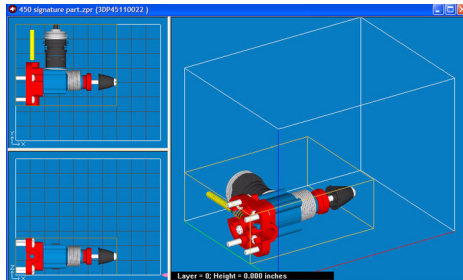 450 signature part.zpr (3DP45110022 )
Layer = 0; Height = 0.000 inches